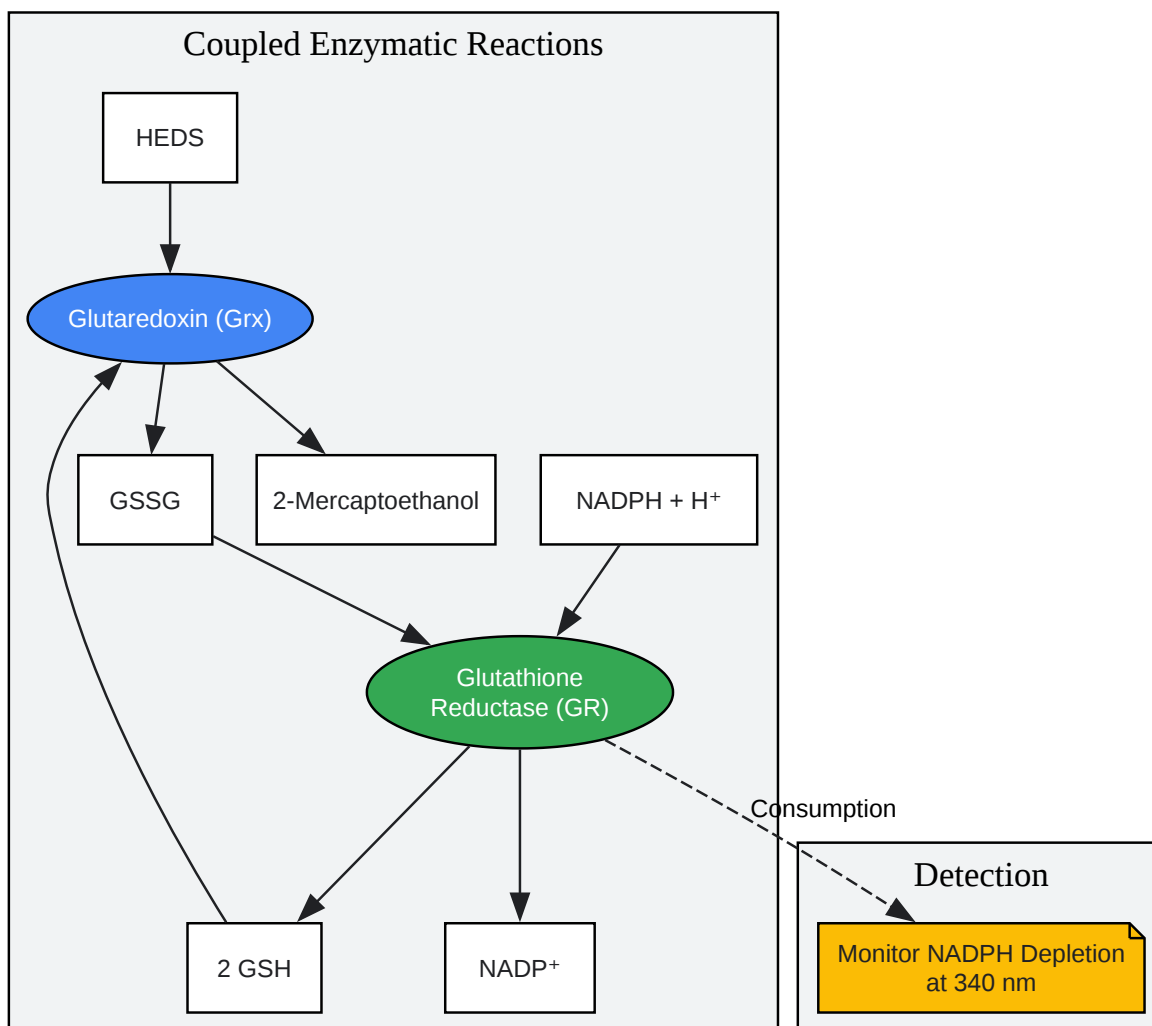 Coupled Enzymatic Reactions
HEDS
Glutaredoxin (Grx)
GSSG
2-Mercaptoethanol
NADPH + H⁺
Glutathione
Reductase (GR)
Consumption
Detection
2 GSH
NADP⁺
Monitor NADPH Depletion
at 340 nm